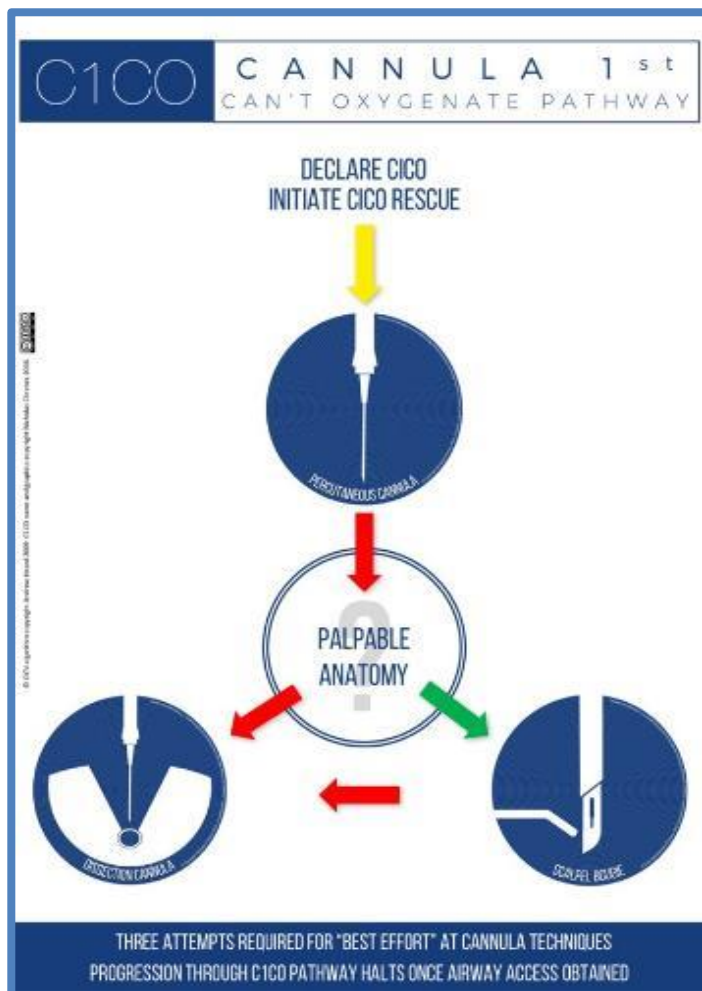 C1CO
CANNULA 1st
CAN'T OXYGENATE PATHWAY
DECLARE CICO
INITIATE CICO RESCUE
PERCUTANEOUS CANNULA
?
PALPABLE
ANATOMY
DISSECTION CANNULA
SCALPEL BOUGIE
THREE ATTEMPTS REQUIRED FOR "BEST EFFORT" AT CANNULA TECHNIQUES
PROGRESSION THROUGH C1CO PATHWAY HALTS ONCE AIRWAY ACCESS OBTAINED